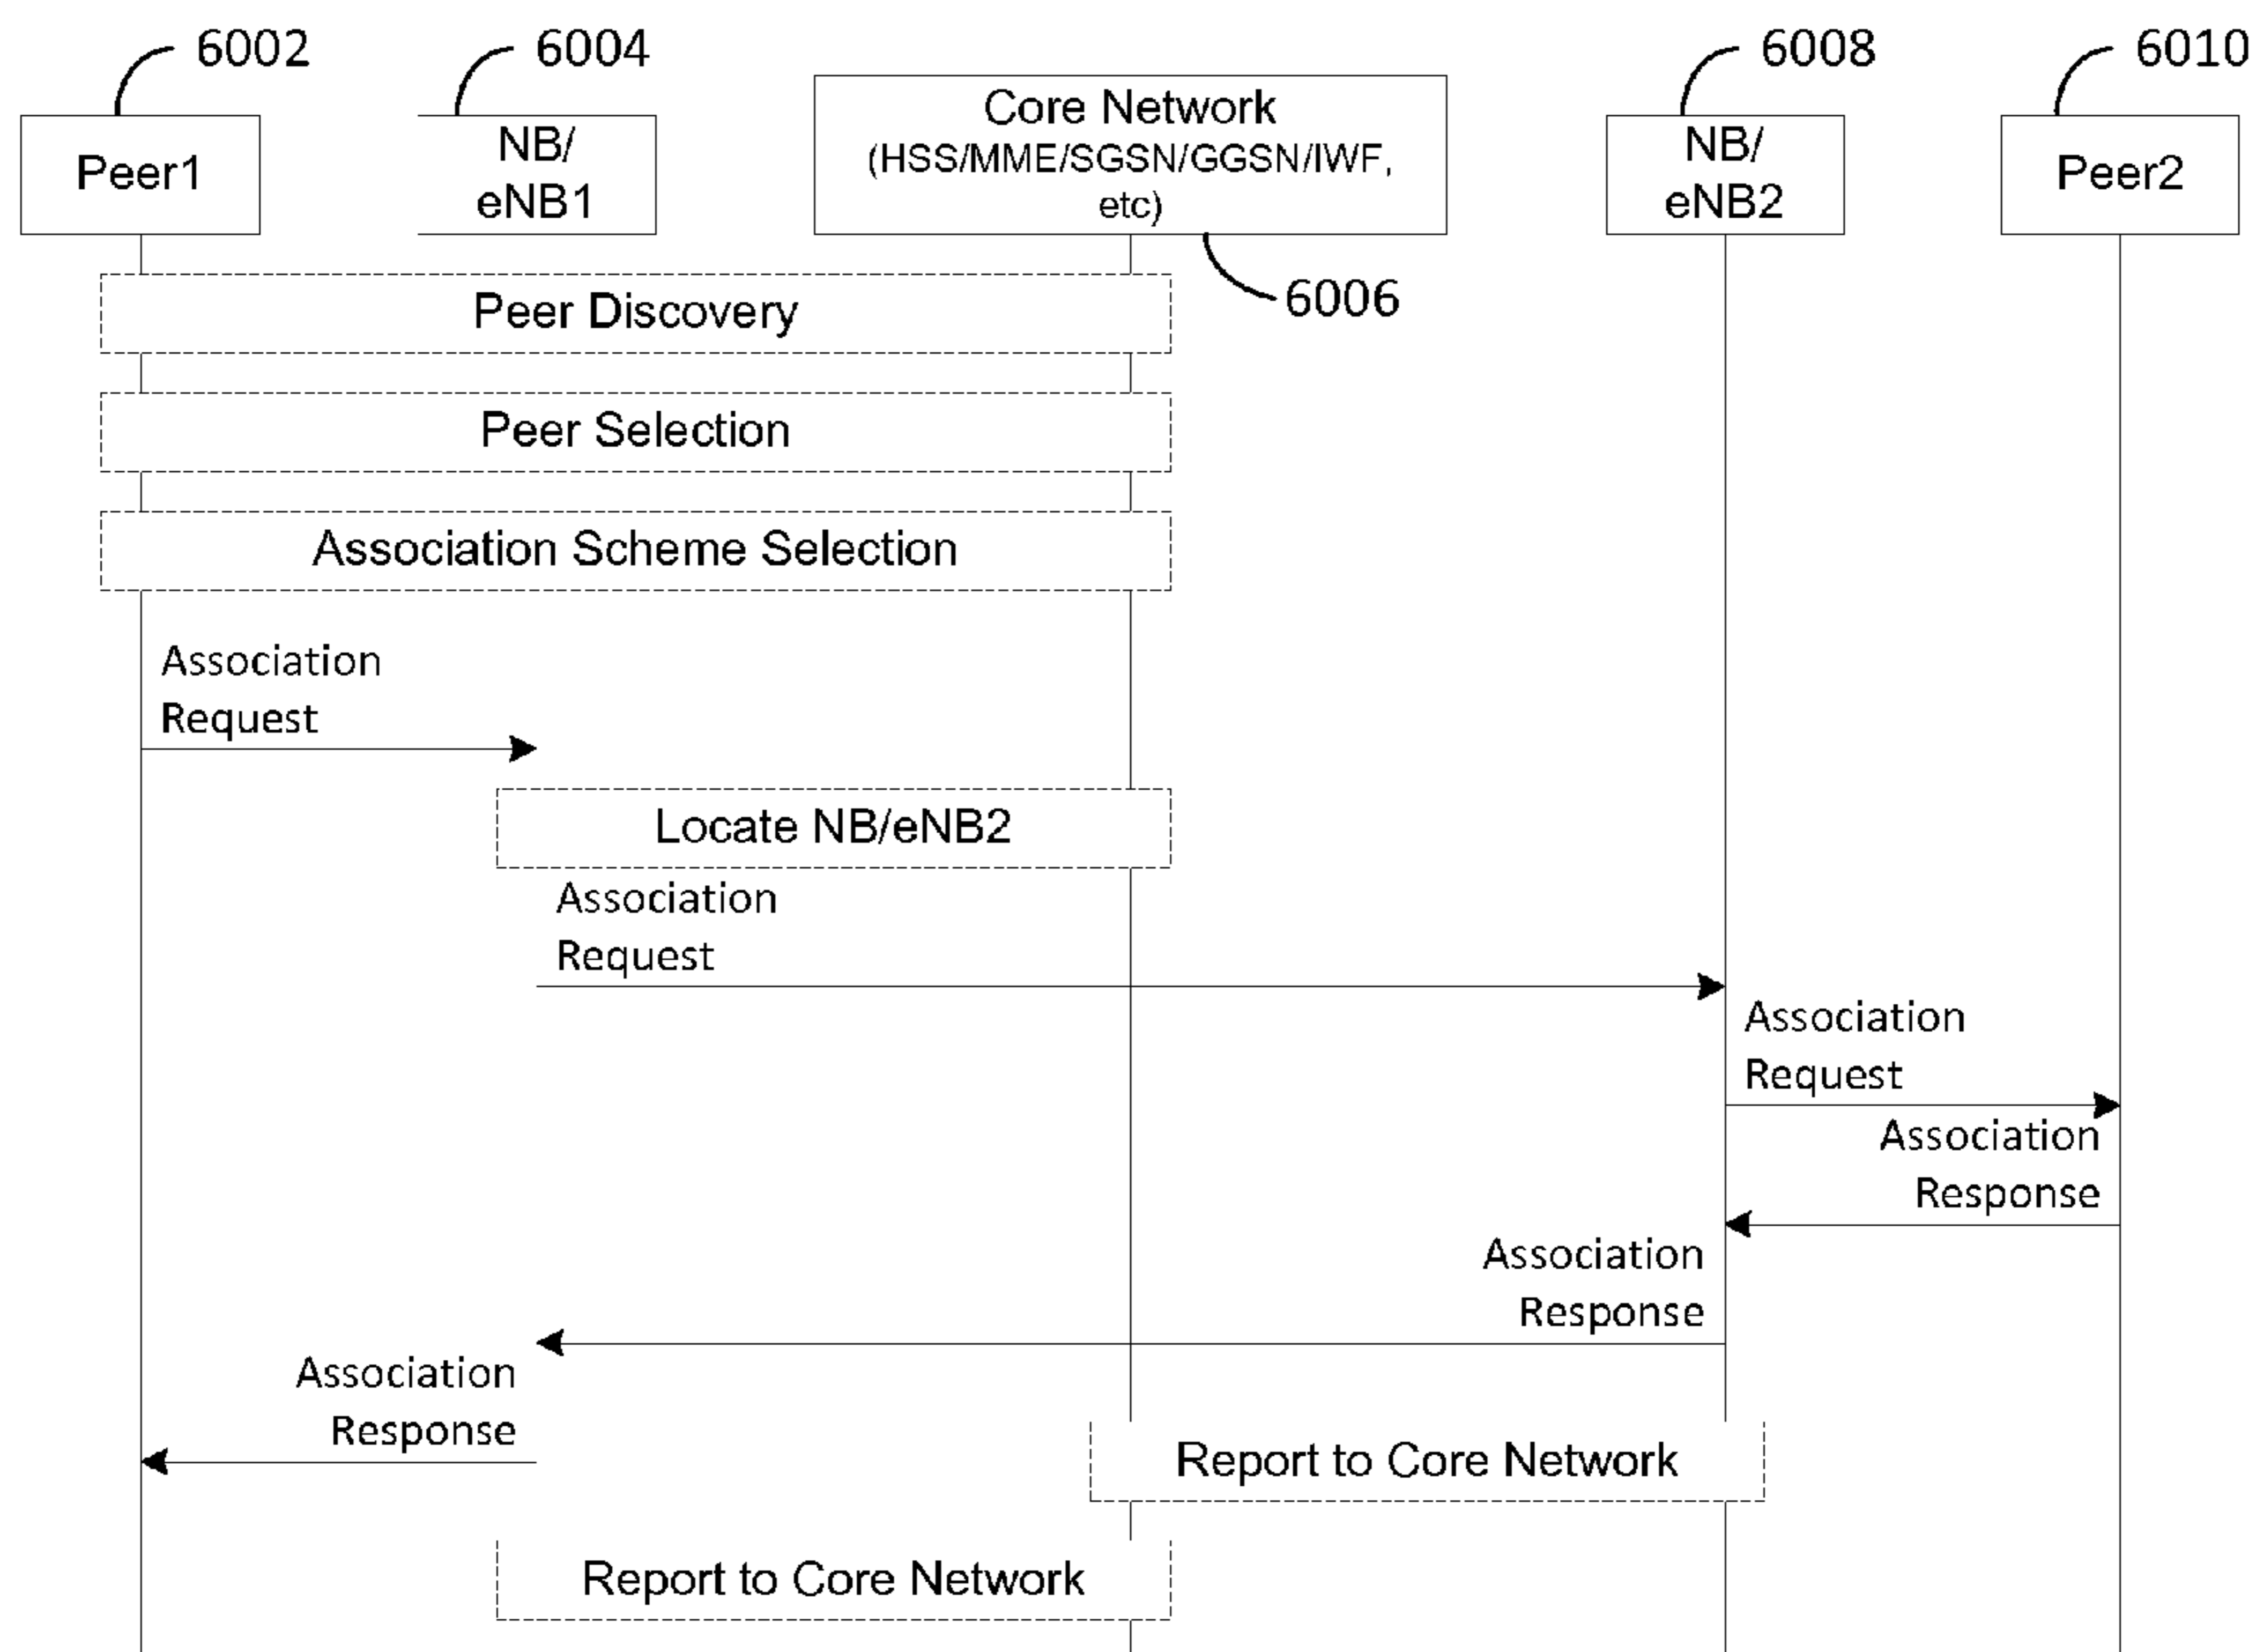 6002
6004
6008
6010
Peer1
NB/
eNB1
Core Network
(HSS/MME/SGSN/GGSN/IWF,
etc)
NB/
eNB2
Peer2
6006
Peer Discovery
Peer Selection
Association Scheme Selection
Association
Request
Locate NB/eNB2
Association
Request
Association
Request
Association
Response
Association
Response
Association
Response
Report to Core Network
Report to Core Network